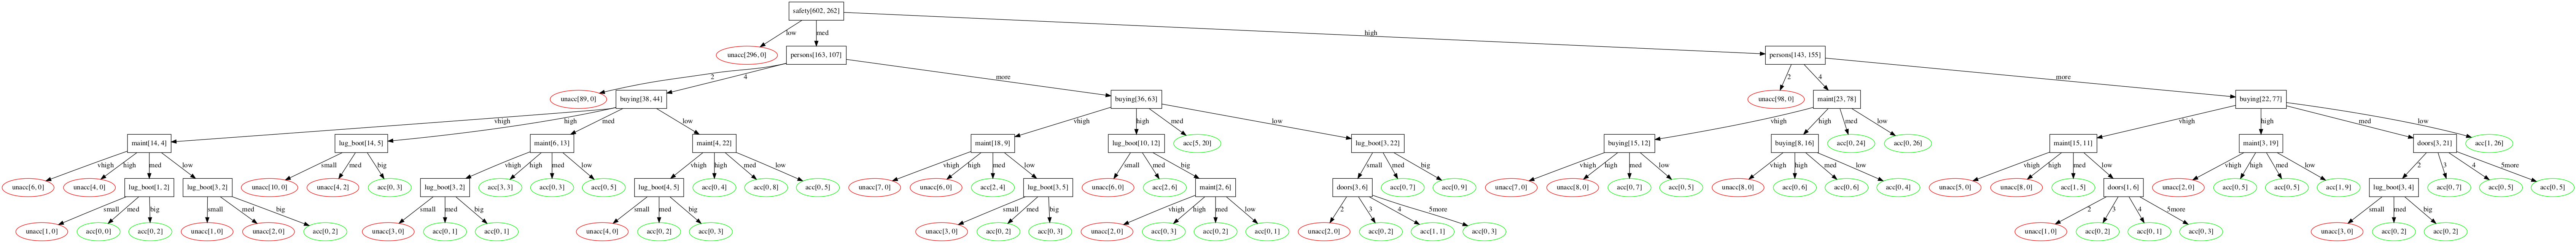 safety[602, 262]
low
med
high
unacc[296, 0]
persons[163, 107]
persons[143, 155]
2
4
more
2
4
more
unacc[89, 0]
buying[38, 44]
buying[36, 63]
unacc[98, 0]
maint[23, 78]
buying[22, 77]
vhigh
high
med
low
vhigh
high
med
low
vhigh
high
med
low
vhigh
high
med
low
maint[14, 4]
lug_boot[14, 5]
maint[6, 13]
maint[4, 22]
maint[18, 9]
lug_boot[10, 12]
acc[5, 20]
lug_boot[3, 22]
buying[15, 12]
buying[8, 16]
acc[0, 24]
acc[0, 26]
maint[15, 11]
maint[3, 19]
doors[3, 21]
acc[1, 26]
vhigh
high
med
low
small
med
big
vhigh
high
med
low
vhigh
high
med
low
vhigh
high
med
low
small
med
big
small
med
big
vhigh
high
med
low
vhigh
high
med
low
vhigh
high
med
low
vhigh
high
med
low
2
3
4
5more
unacc[6, 0]
unacc[4, 0]
lug_boot[1, 2]
lug_boot[3, 2]
unacc[10, 0]
unacc[4, 2]
acc[0, 3]
lug_boot[3, 2]
acc[3, 3]
acc[0, 3]
acc[0, 5]
lug_boot[4, 5]
acc[0, 4]
acc[0, 8]
acc[0, 5]
unacc[7, 0]
unacc[6, 0]
acc[2, 4]
lug_boot[3, 5]
unacc[6, 0]
acc[2, 6]
maint[2, 6]
doors[3, 6]
acc[0, 7]
acc[0, 9]
unacc[7, 0]
unacc[8, 0]
acc[0, 7]
acc[0, 5]
unacc[8, 0]
acc[0, 6]
acc[0, 6]
acc[0, 4]
unacc[5, 0]
unacc[8, 0]
acc[1, 5]
doors[1, 6]
unacc[2, 0]
acc[0, 5]
acc[0, 5]
acc[1, 9]
lug_boot[3, 4]
acc[0, 7]
acc[0, 5]
acc[0, 5]
small
med
big
small
med
big
small
med
big
small
med
big
small
med
big
vhigh
high
med
low
2
3
4
5more
2
3
4
5more
small
med
big
unacc[1, 0]
acc[0, 0]
acc[0, 2]
unacc[1, 0]
unacc[2, 0]
acc[0, 2]
unacc[3, 0]
acc[0, 1]
acc[0, 1]
unacc[4, 0]
acc[0, 2]
acc[0, 3]
unacc[3, 0]
acc[0, 2]
acc[0, 3]
unacc[2, 0]
acc[0, 3]
acc[0, 2]
acc[0, 1]
unacc[2, 0]
acc[0, 2]
acc[1, 1]
acc[0, 3]
unacc[1, 0]
acc[0, 2]
acc[0, 1]
acc[0, 3]
unacc[3, 0]
acc[0, 2]
acc[0, 2]